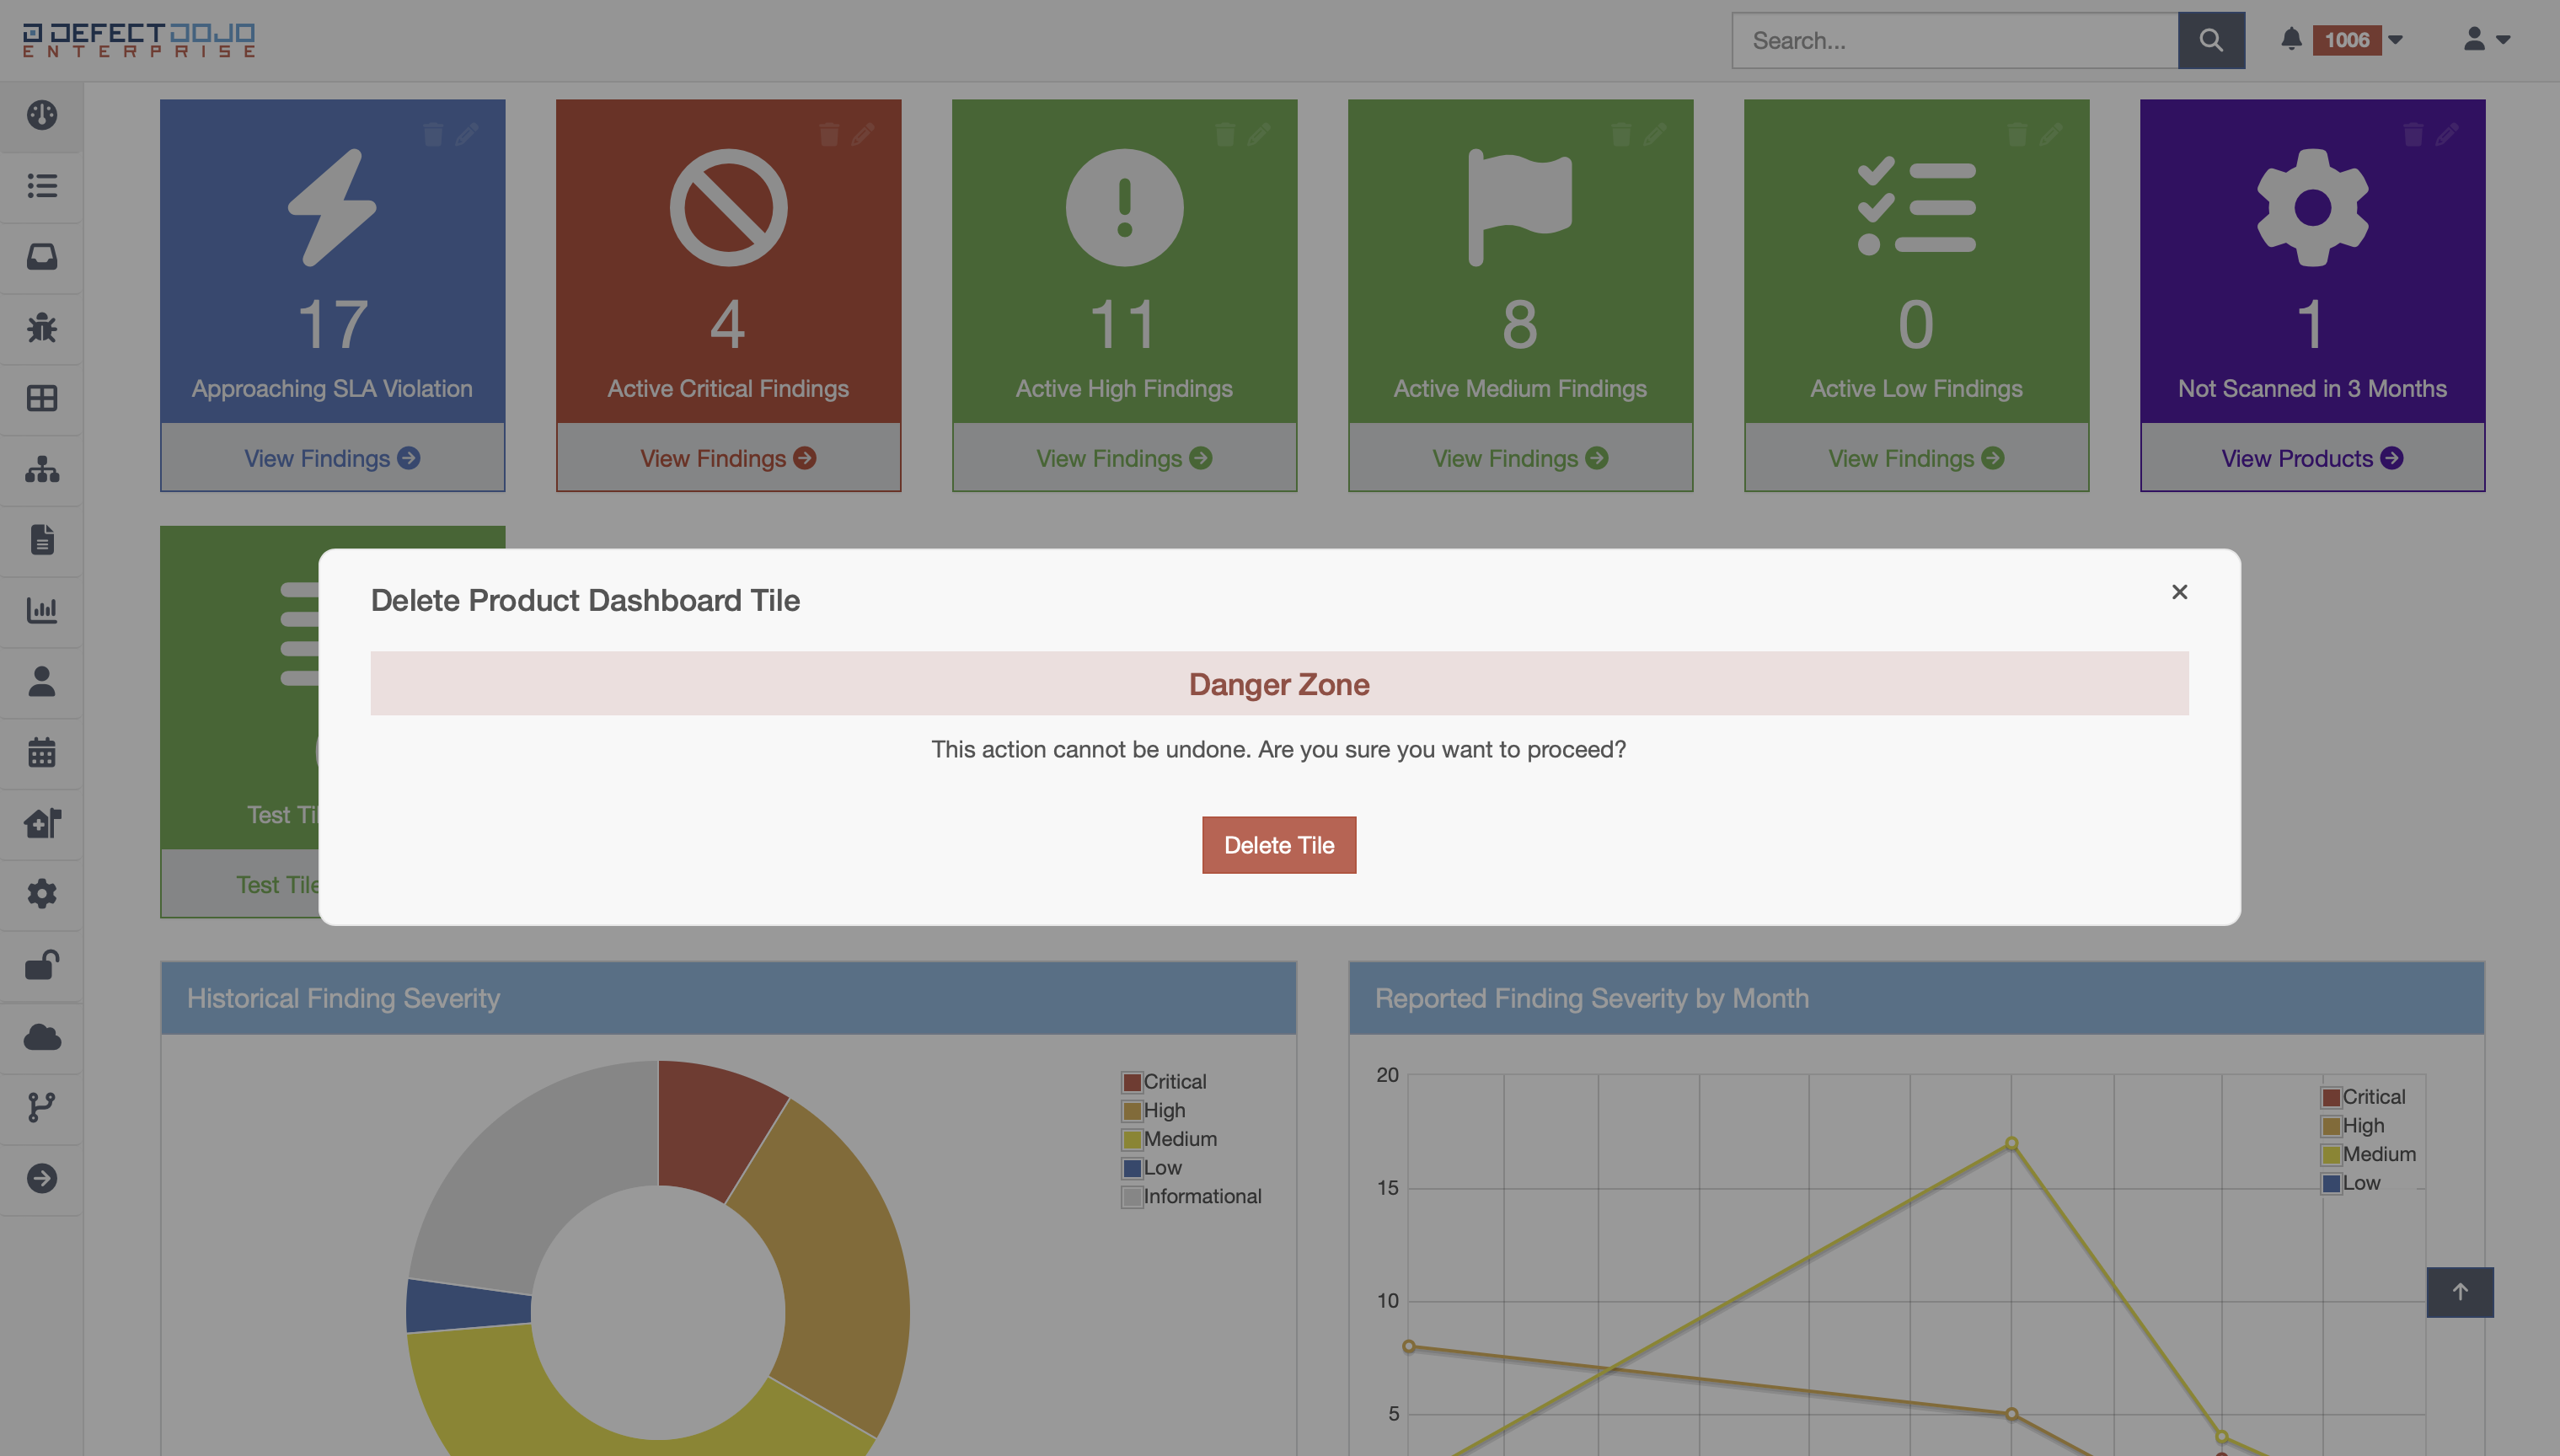 DEFECTDOJO
ENTERPRISE
Search...
1006
17
Approaching SLA Violation
View Findings
4
Active Critical Findings
View Findings
11
Active High Findings
View Findings
8
Active Medium Findings
View Findings
0
Active Low Findings
View Findings
1
Not Scanned in 3 Months
View Products
Delete Product Dashboard Tile
Danger Zone
This action cannot be undone. Are you sure you want to proceed?
Delete Tile
Test
Test Tile
Historical Finding Severity
Critical
High
Medium
Low
Informational
Reported Finding Severity by Month
20
15
10
5
Critical
High
Medium
Low